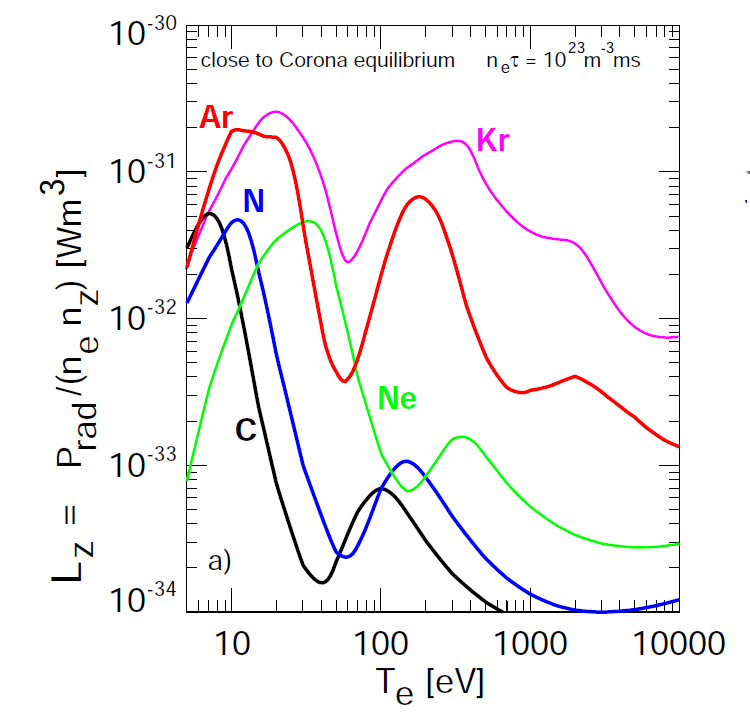 10^-30
close to Corona equilibrium n_e τ = 10^23 m^-3 ms
Ar
Kr
10^-31
N
10^-32
Ne
C
10^-33
a)
10^-34
10 100 1000 10000
T_e [eV]
L_Z = P_rad/(n_e n_Z) [Wm^3]